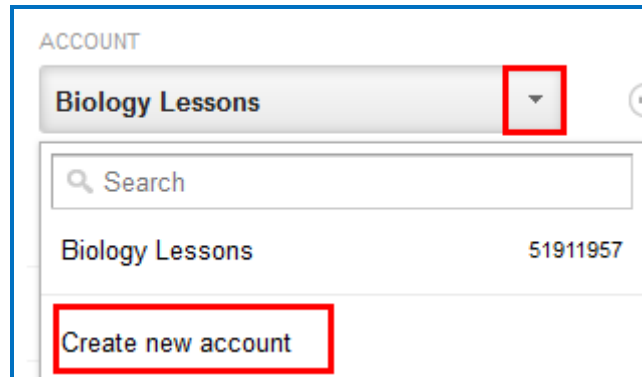 ACCOUNT
Biology Lessons
Search
Biology Lessons 51911957
Create new account